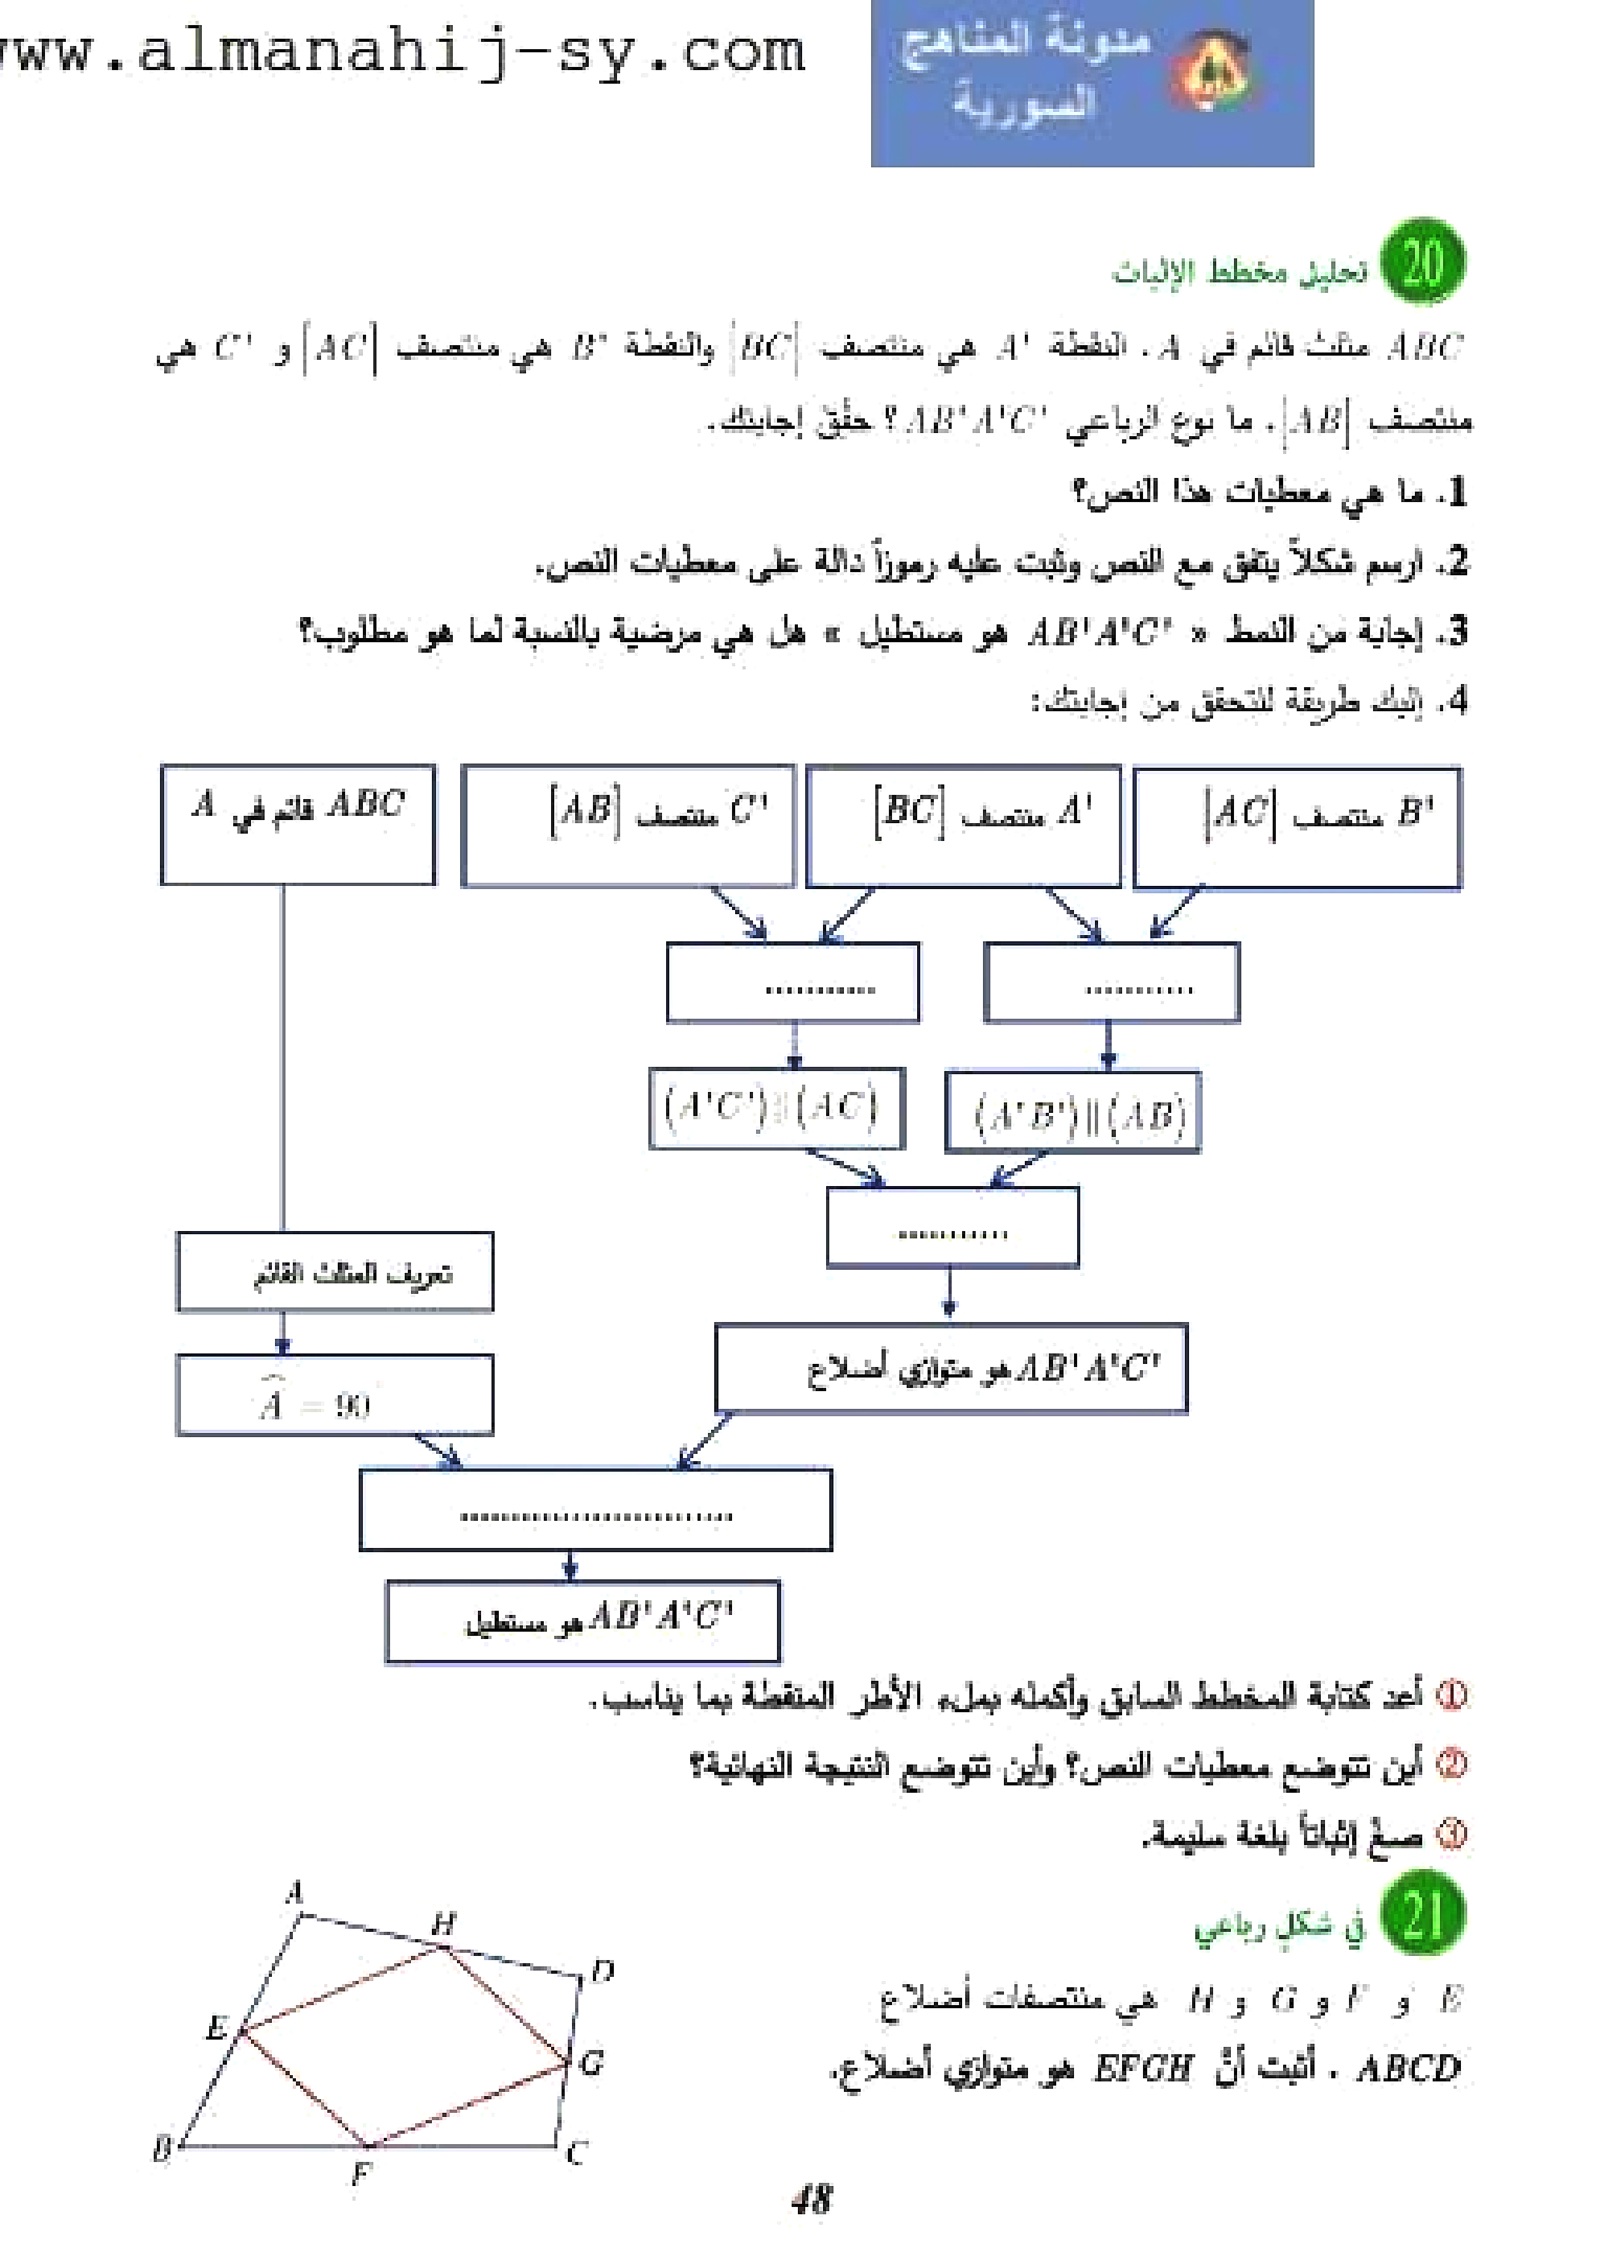 www.almanahij-sy.com
مدونة المناهج
السورية
20 تحليل مخطط الإثبات
ABC مثلث قائم في A. النقطة A' هي منتصف [BC] والنقطة B' هي منتصف [AC] و C' هي
منتصف [AB]. ما نوع الرباعي AB'A'C' ؟ حقّق إجابتك.
1. ما هي معطيات هذا النص؟
2. ارسم شكلاً يتفق مع النص وثبت عليه رموزاً دالة على معطيات النص.
3. إجابة من النمط « AB'A'C' هو مستطيل » هل هي مرضية بالنسبة لما هو مطلوب؟
4. إليك طريقة للتحقق من إجابتك:
B' منتصف [AC]
A' منتصف [BC]
C' منتصف [AB]
ABC قائم في A
...........
...........
(A'B') || (AB)
(A'C') || (AC)
...........
تعريف المثلث القائم
AB'A'C' هو متوازي أضلاع
Â = 90
..........................
AB'A'C' هو مستطيل
① أعد كتابة المخطط السابق وأكمله بملء الأطر المنقطة بما يناسب.
② أين تتوضع معطيات النص؟ وأين تتوضع النتيجة النهائية؟
③ صغْ إثباتاً بلغة سليمة.
21 في شكلٍ رباعي
E و F و G و H هي منتصفات أضلاع
ABCD . أثبت أنّ EFGH هو متوازي أضلاع.
A
H
D
E
G
B
F
C
48